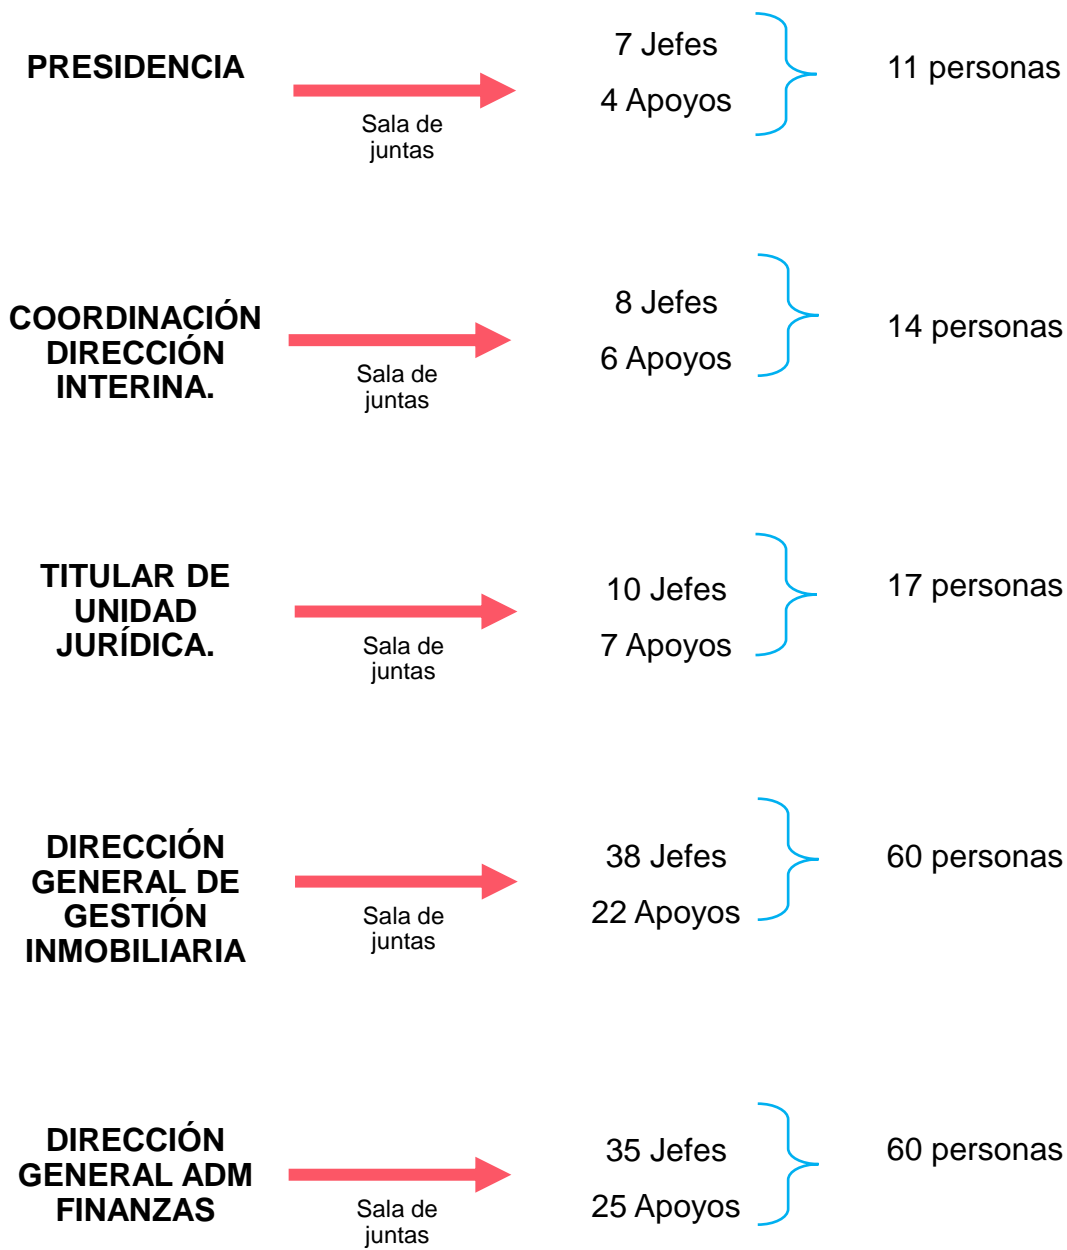 PRESIDENCIA
Sala de
juntas
7 Jefes
4 Apoyos
11 personas
COORDINACIÓN
DIRECCIÓN
INTERINA.
Sala de
juntas
8 Jefes
6 Apoyos
14 personas
TITULAR DE
UNIDAD
JURÍDICA.
Sala de
juntas
10 Jefes
7 Apoyos
17 personas
DIRECCIÓN
GENERAL DE
GESTIÓN
INMOBILIARIA
Sala de
juntas
38 Jefes
22 Apoyos
60 personas
DIRECCIÓN
GENERAL ADM
FINANZAS
Sala de
juntas
35 Jefes
25 Apoyos
60 personas